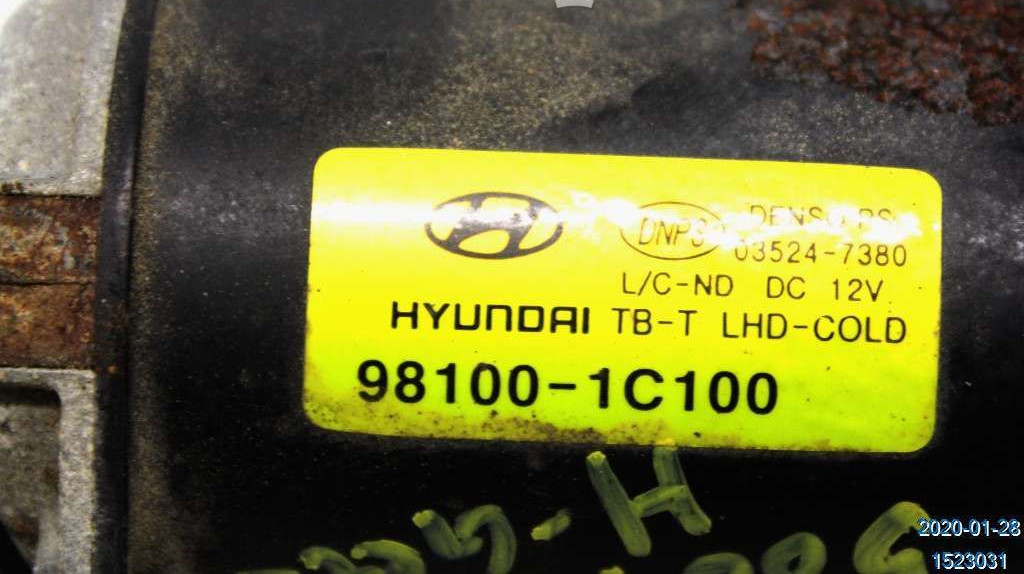 DNPS DENSO PS
03524-7380
L/C-ND DC 12V
HYUNDAI TB-T LHD-COLD
98100-1C100
2020-01-28
1523031